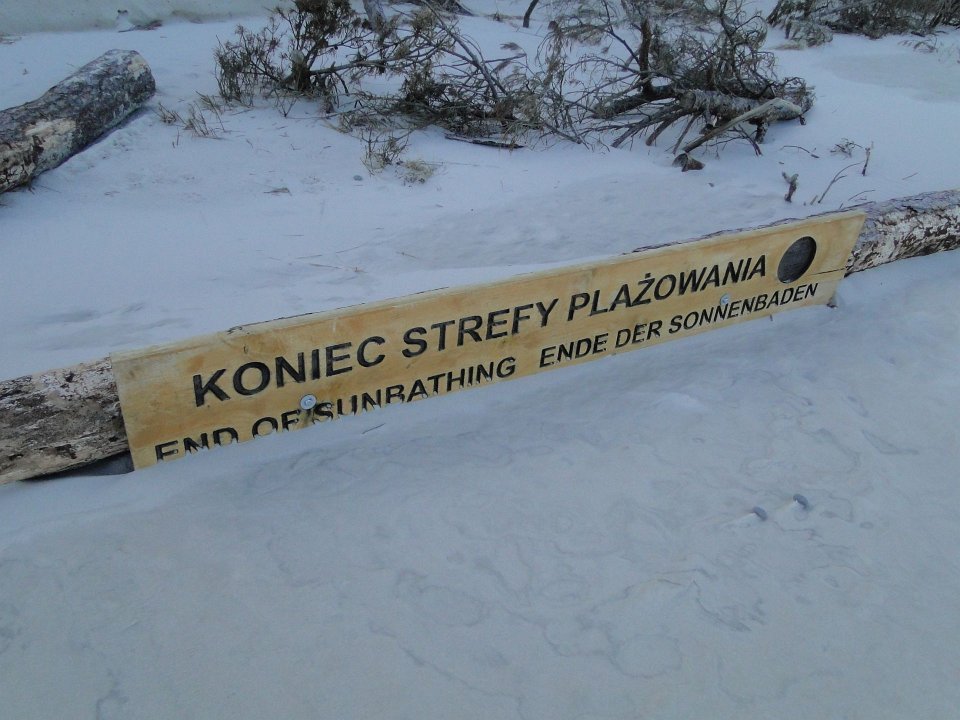 KONIEC STREFY PLAŻOWANIA
END OF SUNBATHING ENDE DER SONNENBADEN